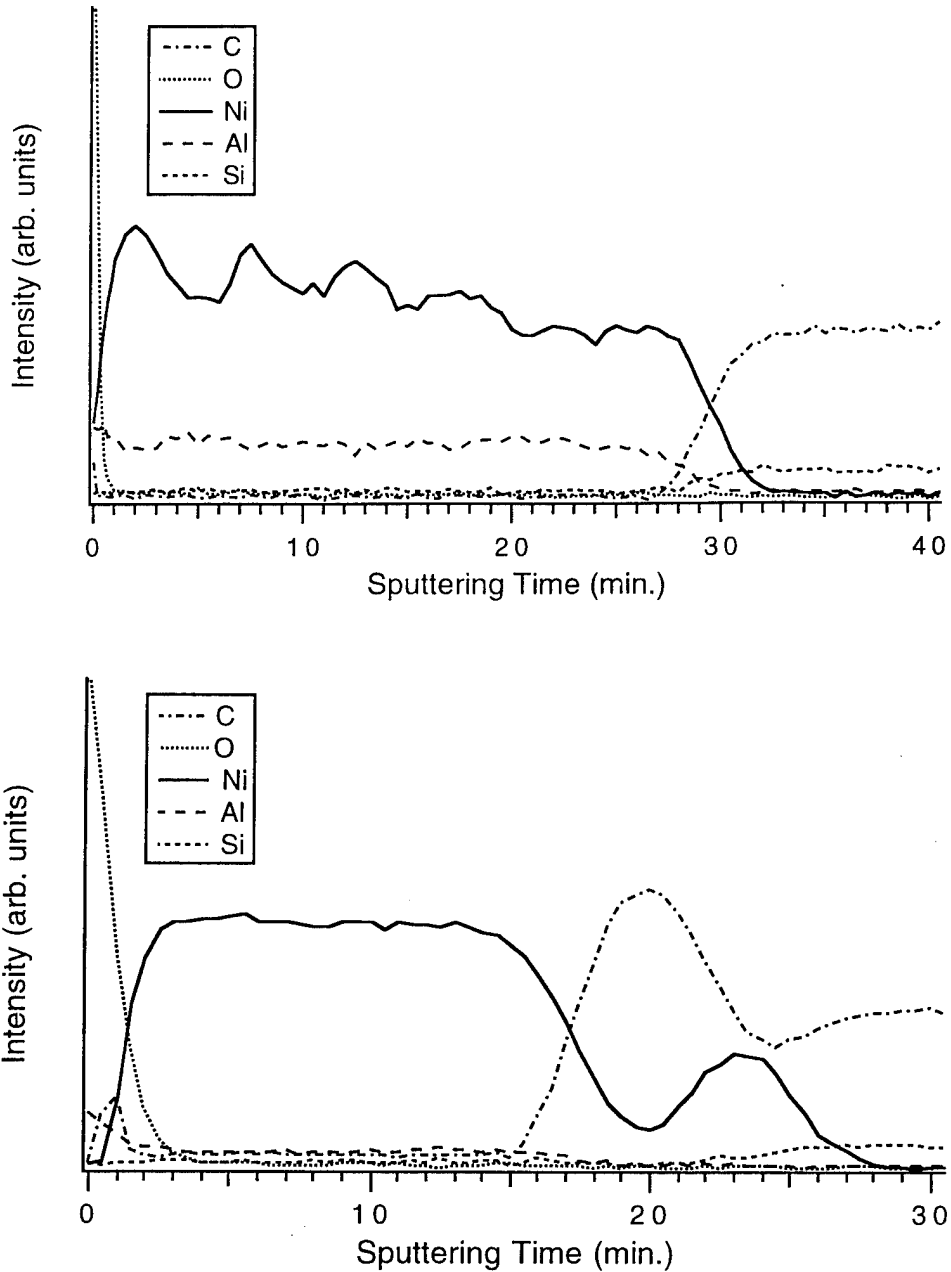 C
O
Ni
Al
Si
Intensity (arb. units)
0 10 20 30 40
Sputtering Time (min.)
C
O
Ni
Al
Si
Intensity (arb. units)
0 10 20 30
Sputtering Time (min.)